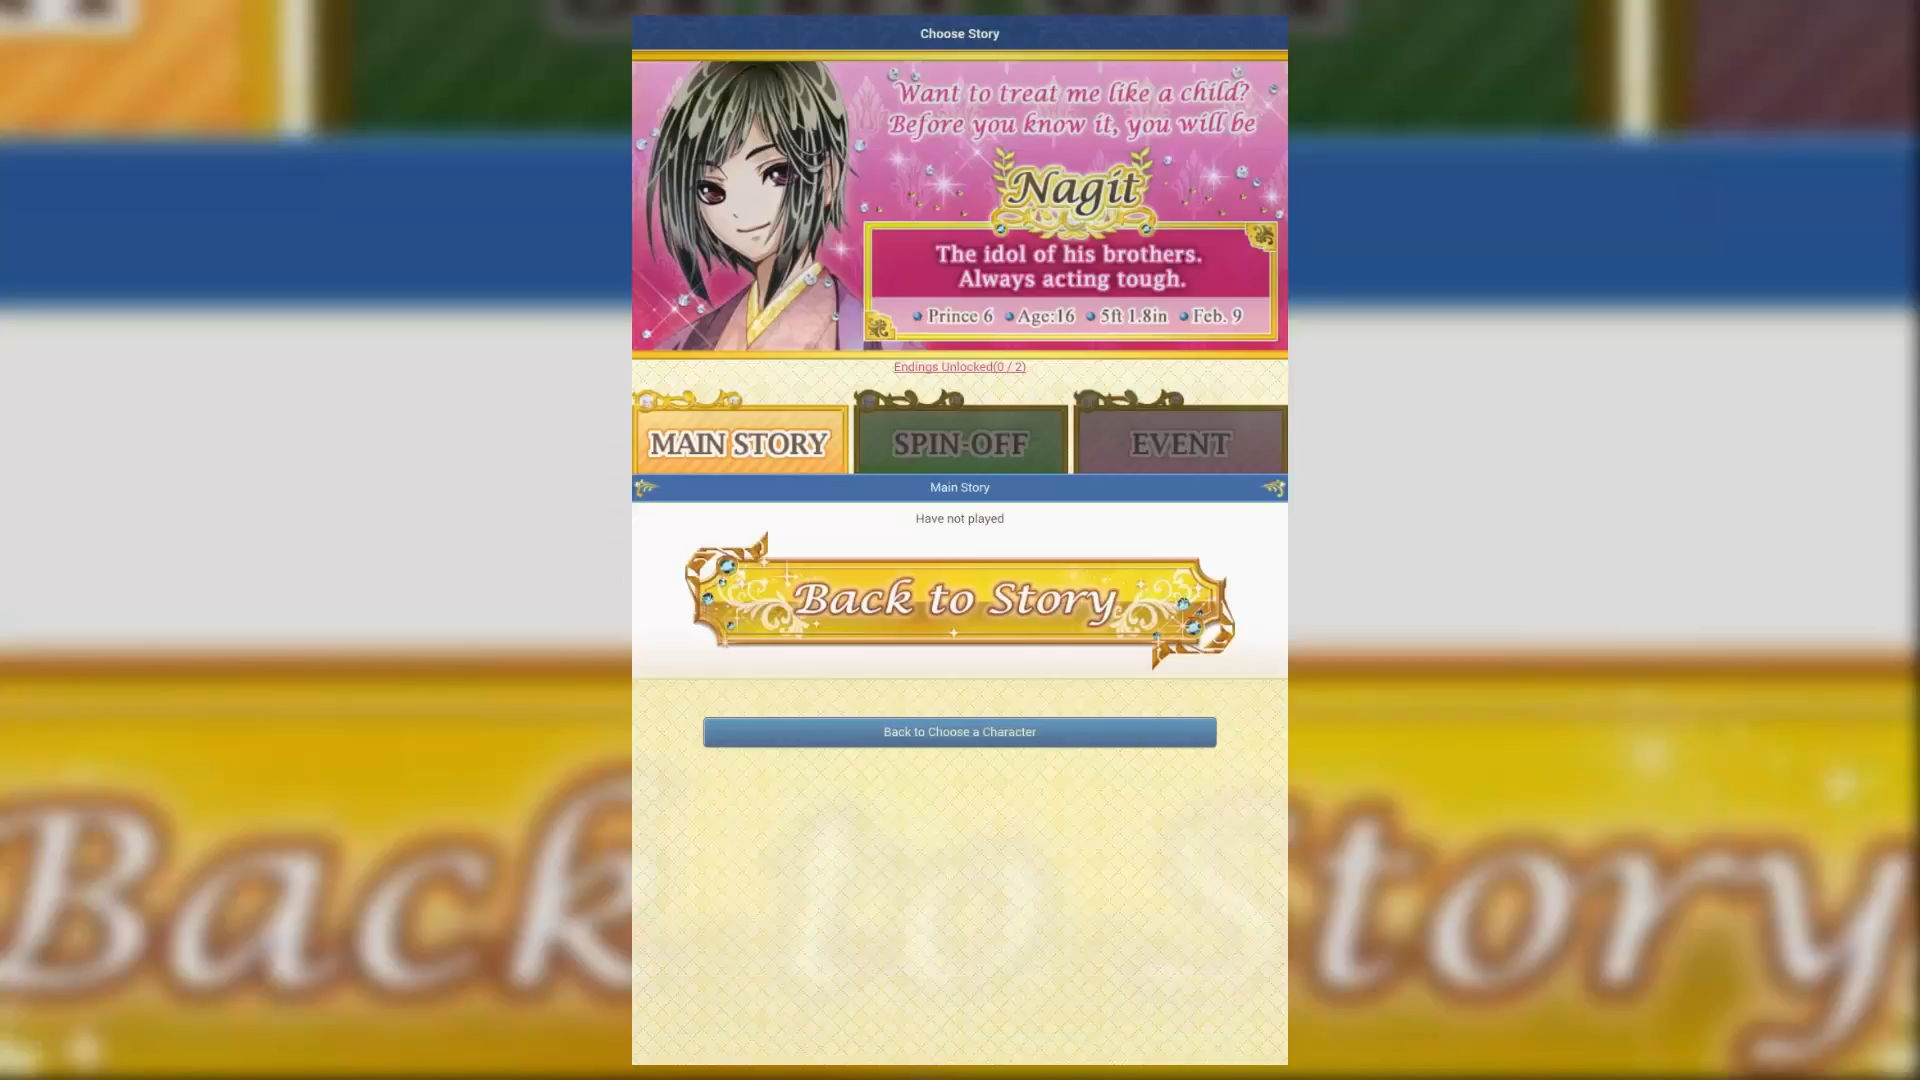 Choose Story
Want to treat me like a child?
Before you know it, you will be
Nagit
The idol of his brothers.
Always acting tough.
Prince 6 Age:16 5ft 1.8in Feb. 9
Endings Unlocked(0 / 2)
MAIN STORY SPIN-OFF EVENT
Main Story
Have not played
Back to Story
Back to Choose a Character